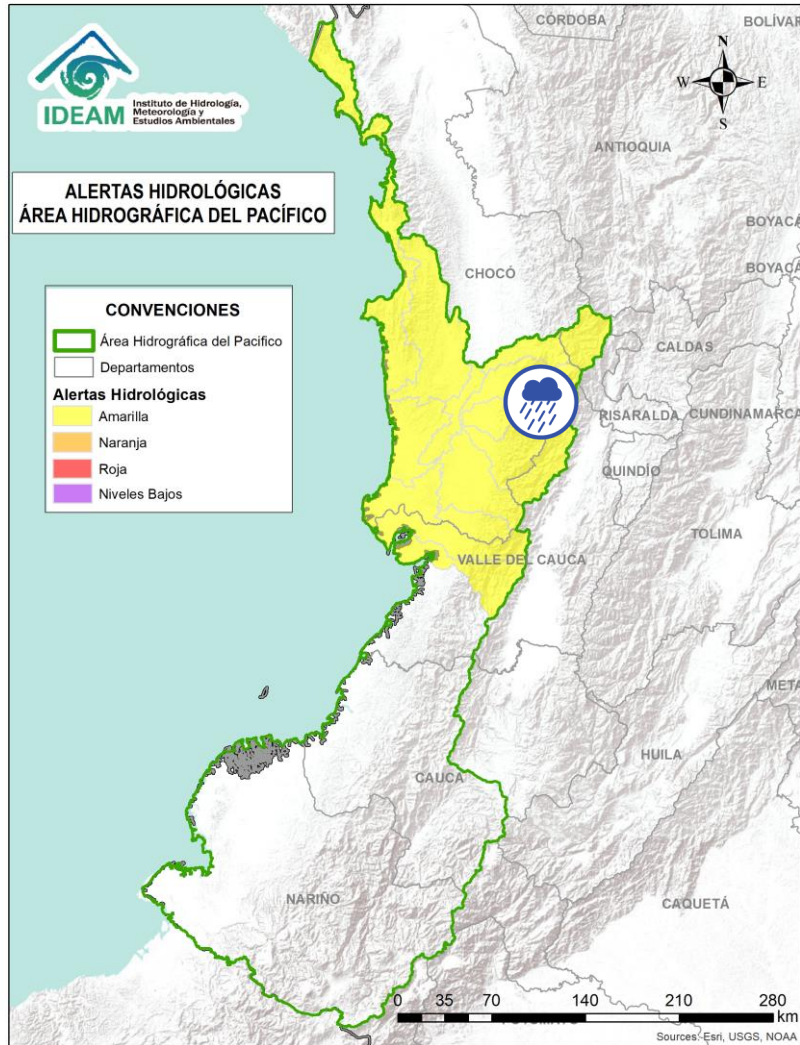 CÓRDOBA
BOLÍVAR
IDEAM
Instituto de Hidrología,
Meteorología y
Estudios Ambientales
N
W
E
S
ANTIOQUIA
ALERTAS HIDROLÓGICAS
ÁREA HIDROGRÁFICA DEL PACÍFICO
BOYACÁ
BOYACÁ
CHOCÓ
CONVENCIONES
Área Hidrográfica del Pacifico
Departamentos
Alertas Hidrológicas
Amarilla
Naranja
Roja
Niveles Bajos
CALDAS
RISARALDA
CUNDINAMARCA
QUINDÍO
TOLIMA
VALLE DEL CAUCA
META
HUILA
CAUCA
NARIÑO
CAQUETÁ
0 35 70 140 210 280
km
Sources: Esri, USGS, NOAA